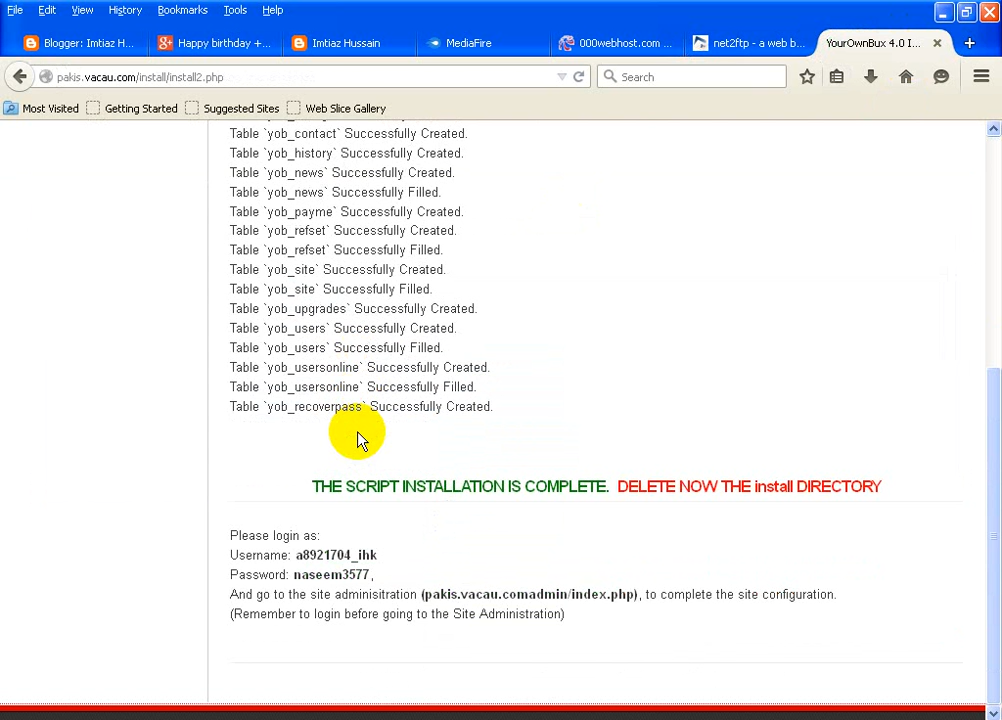 File Edit View History Bookmarks Tools Help
Blogger: Imtiaz H... Happy birthday +... Imtiaz Hussain MediaFire 000webhost.com ... net2ftp - a web b... YourOwnBux 4.0 I...
pakis.vacau.com/install/install2.php Search
Most Visited Getting Started Suggested Sites Web Slice Gallery
Table `yob_contact` Successfully Created.
Table `yob_history` Successfully Created.
Table `yob_news` Successfully Created.
Table `yob_news` Successfully Filled.
Table `yob_payme` Successfully Created.
Table `yob_refset` Successfully Created.
Table `yob_refset` Successfully Filled.
Table `yob_site` Successfully Created.
Table `yob_site` Successfully Filled.
Table `yob_upgrades` Successfully Created.
Table `yob_users` Successfully Created.
Table `yob_users` Successfully Filled.
Table `yob_usersonline` Successfully Created.
Table `yob_usersonline` Successfully Filled.
Table `yob_recoverpass` Successfully Created.
THE SCRIPT INSTALLATION IS COMPLETE. DELETE NOW THE install DIRECTORY
Please login as:
Username: a8921704_ihk
Password: naseem3577,
And go to the site adminisitration (pakis.vacau.comadmin/index.php), to complete the site configuration.
(Remember to login before going to the Site Administration)